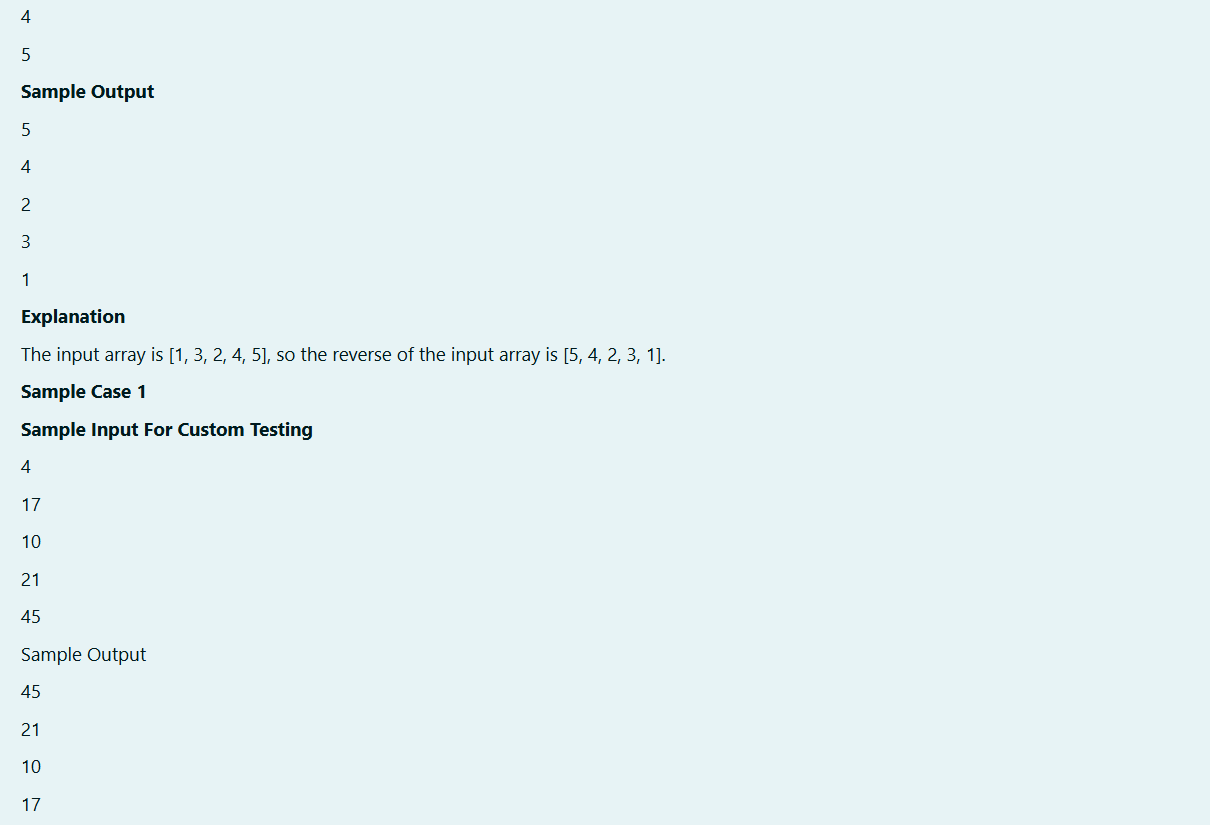 4
5
Sample Output
5
4
2
3
1
Explanation
The input array is [1, 3, 2, 4, 5], so the reverse of the input array is [5, 4, 2, 3, 1].
Sample Case 1
Sample Input For Custom Testing
4
17
10
21
45
Sample Output
45
21
10
17